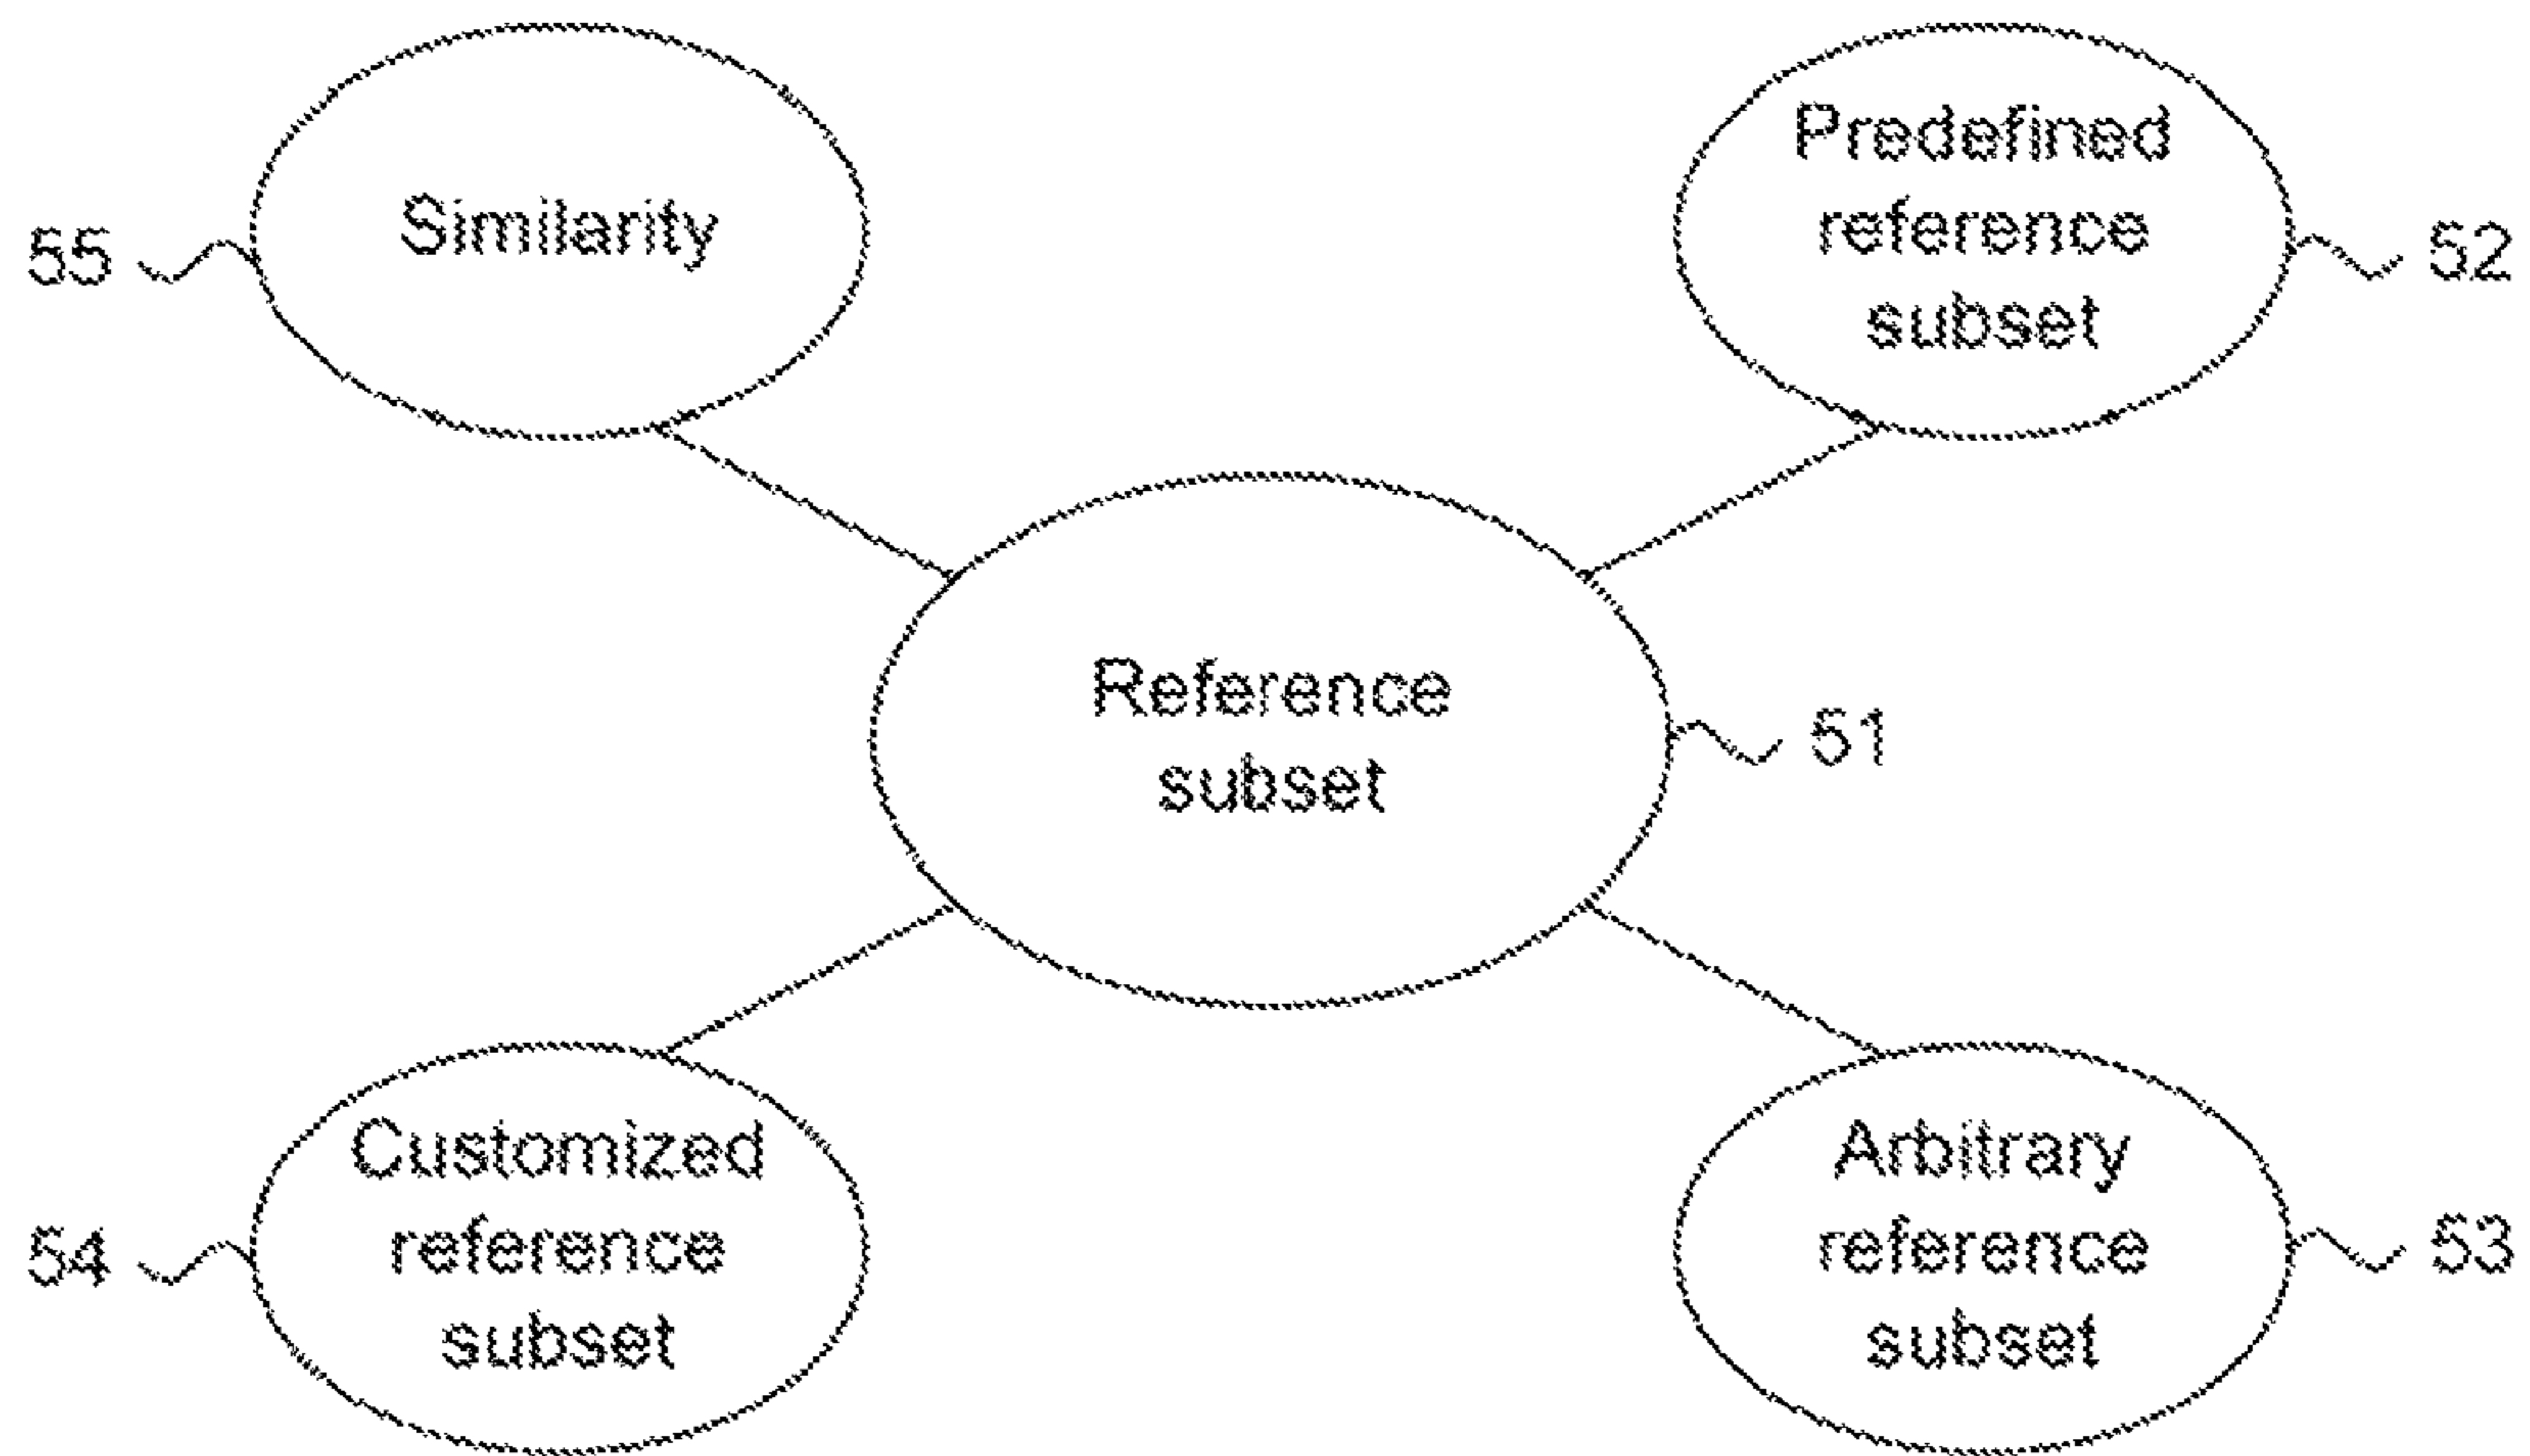 Similarity
55
Predefined
reference
subset
52
Reference
subset
51
Customized
reference
subset
54
Arbitrary
reference
subset
53